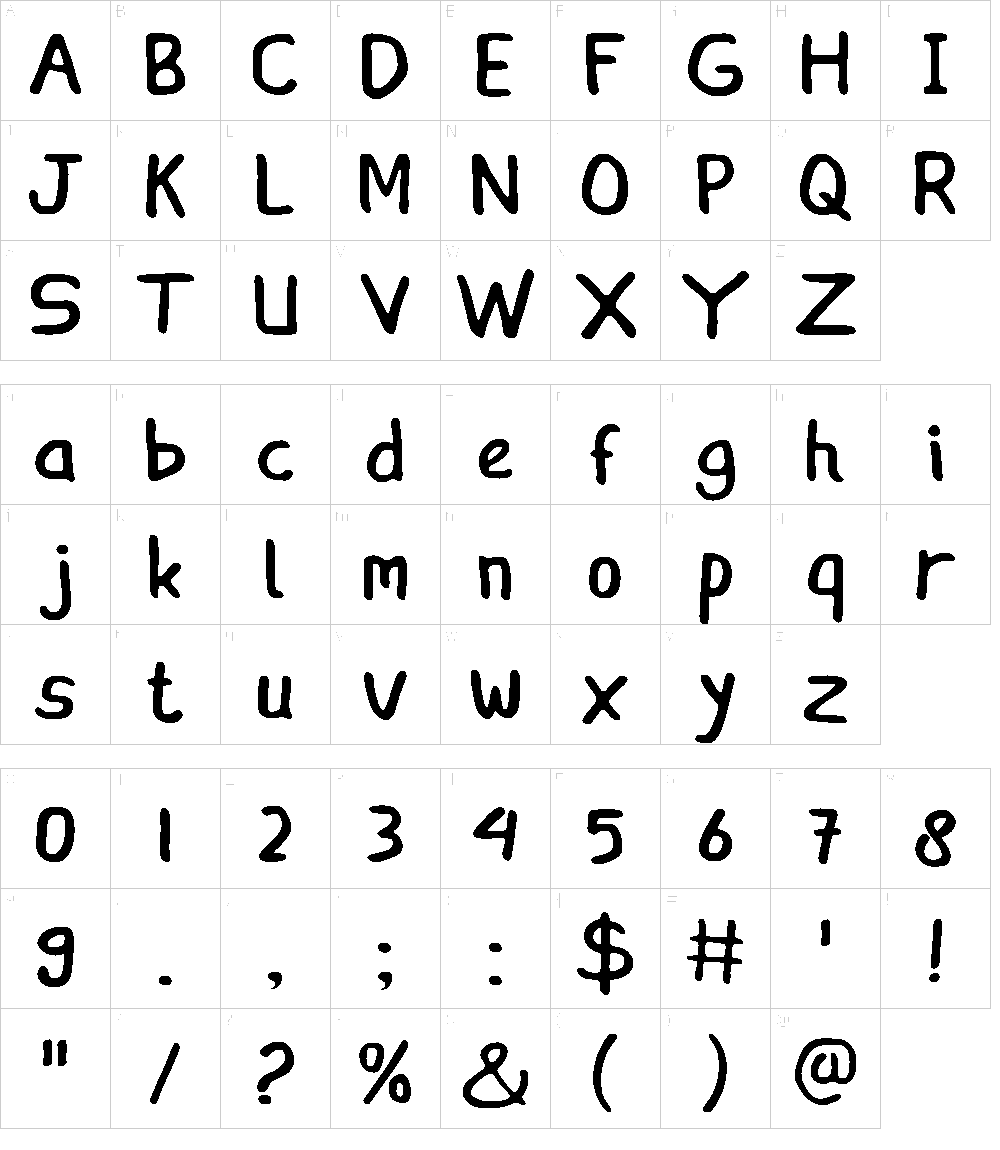 A B C D E F G H I
J K L M N O P Q R
S T U V W X Y Z
a b c d e f g h i
j k l m n o p q r
s t u v w x y z
0 1 2 3 4 5 6 7 8
9 . , ; : $ # ' !
" / ? % & ( ) @